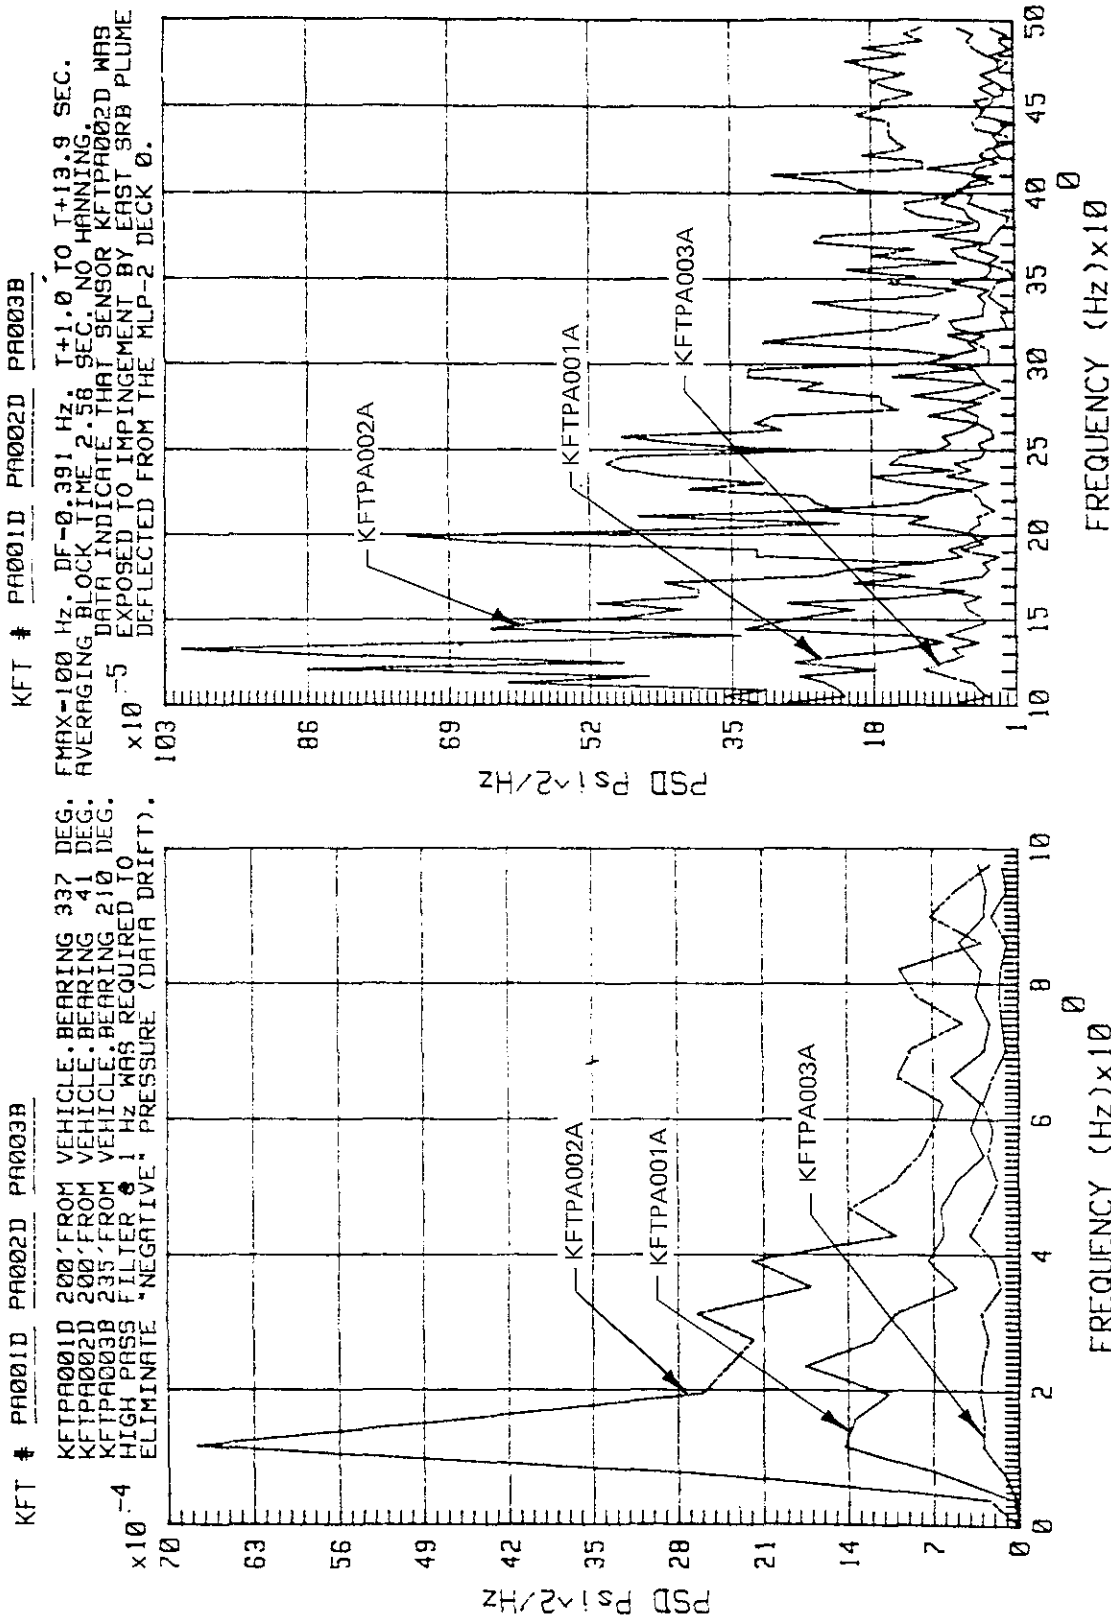 KFT # PA001D PA002D PA003B
KFTPA001D 200'FROM VEHICLE.BEARING 337 DEG.
KFTPA002D 200'FROM VEHICLE.BEARING 41 DEG.
KFTPA003B 235'FROM VEHICLE.BEARING 210 DEG.
HIGH PASS FILTER @ 1 Hz WAS REQUIRED TO
ELIMINATE "NEGATIVE" PRESSURE (DATA DRIFT).
x10 -4
70
63
56
49
42
35
28
21
14
7
0
PSD Psi^2/Hz
KFTPA002A
KFTPA001A
KFTPA003A
0 2 4 6 8 10
FREQUENCY (Hz)x10 0
KFT # PA001D PA002D PA003B
FMAX-100 Hz. DF-0.391 Hz. T+1.0 TO T+13.9 SEC.
AVERAGING BLOCK TIME 2.58 SEC. NO HANNING.
DATA INDICATE THAT SENSOR KFTPA002D WAS
EXPOSED TO IMPINGEMENT BY EAST SRB PLUME
DEFLECTED FROM THE MLP-2 DECK 0.
x10 -5
103
86
69
52
35
18
1
PSD Psi^2/Hz
KFTPA002A
KFTPA001A
KFTPA003A
10 15 20 25 30 35 40 45 50
FREQUENCY (Hz)x10 0